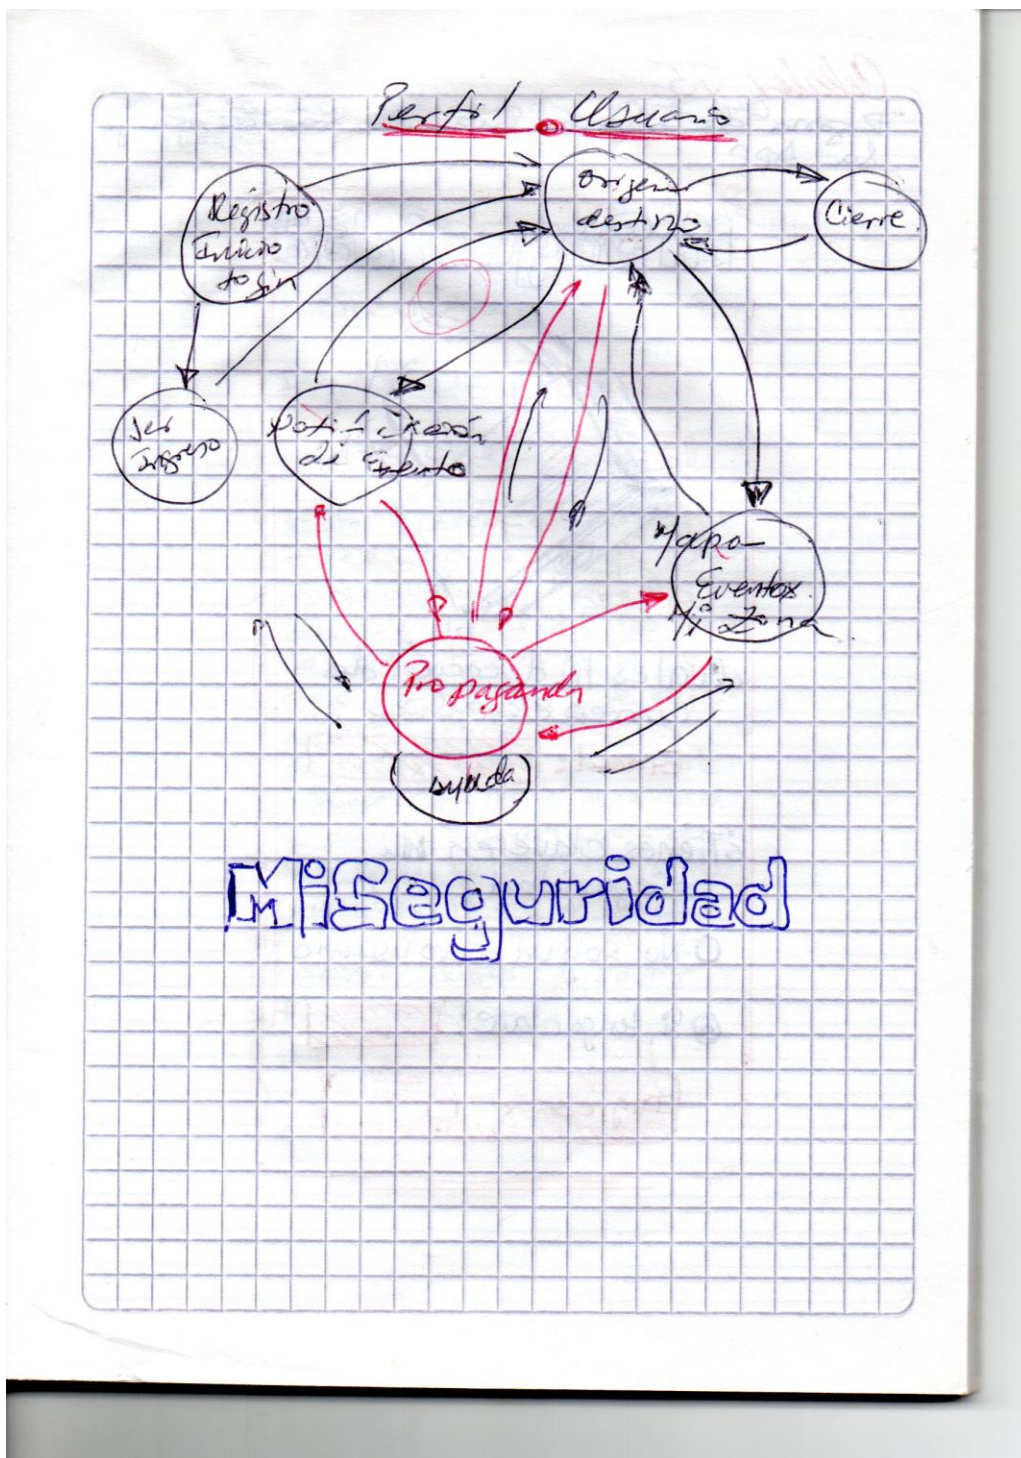 Perfil Usuario
Registro
Inicio
login
origen
destino
Cierre
1er
Ingreso
Notificación
de Evento
Mapa
Eventos
Mi Zona
Propaganda
ayuda
MiSeguridad